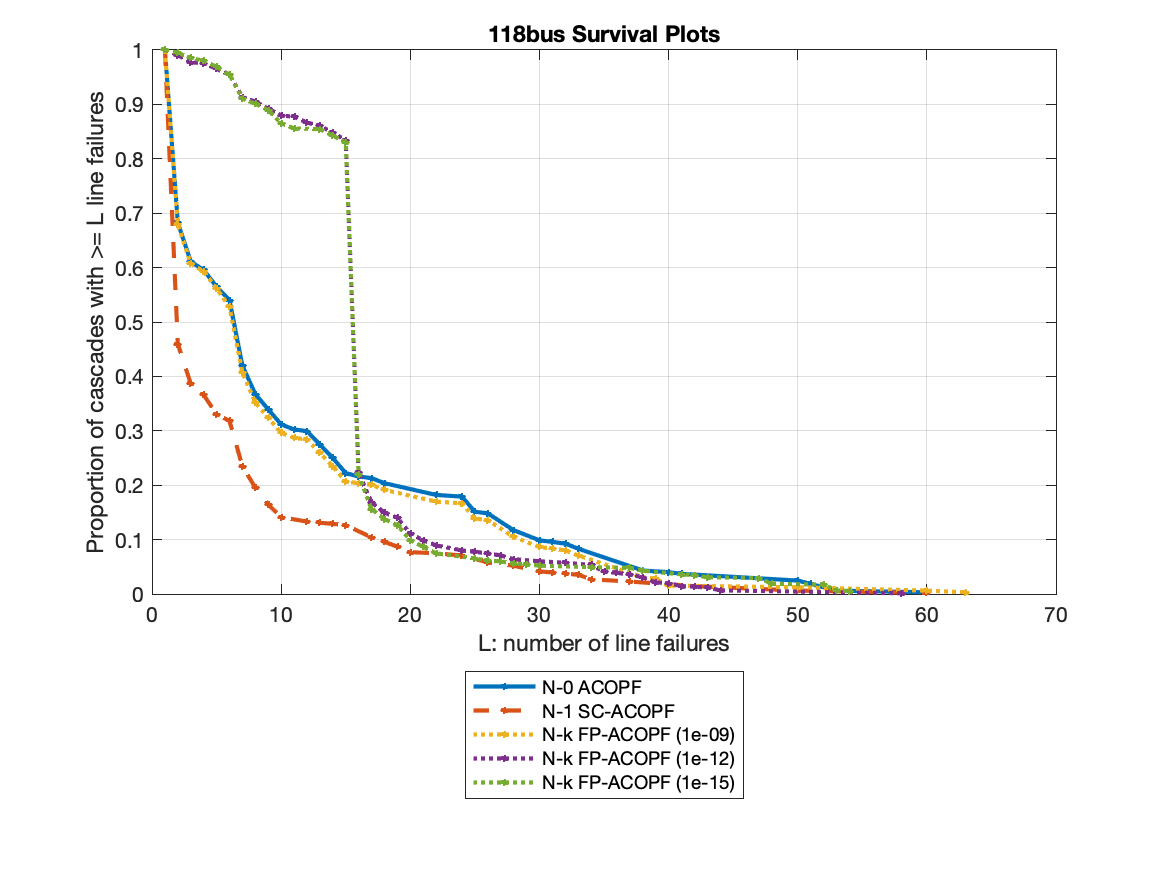 118bus Survival Plots
Proportion of cascades with >= L line failures
1
0.9
0.8
0.7
0.6
0.5
0.4
0.3
0.2
0.1
0
0 10 20 30 40 50 60 70
L: number of line failures
N-0 ACOPF
N-1 SC-ACOPF
N-k FP-ACOPF (1e-09)
N-k FP-ACOPF (1e-12)
N-k FP-ACOPF (1e-15)